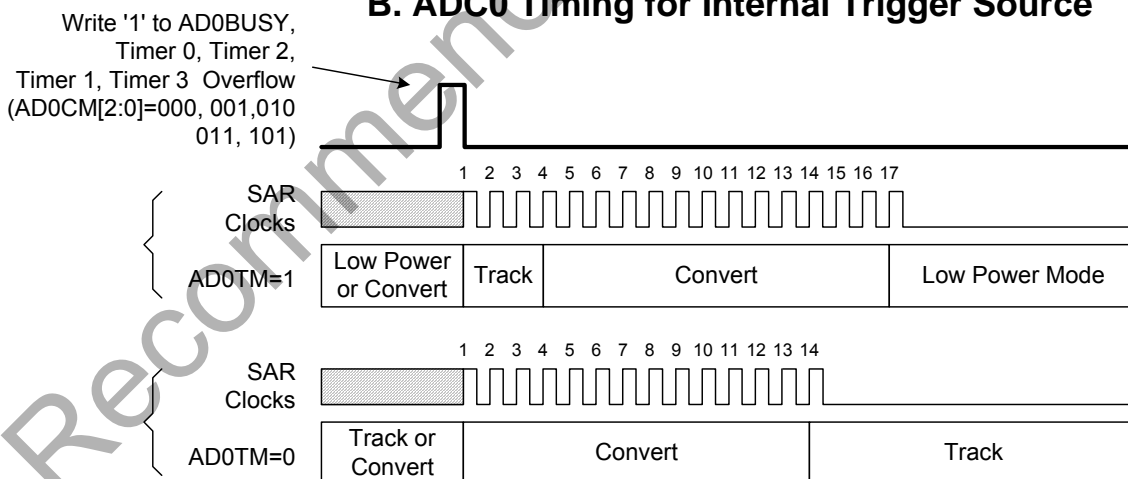 B. ADC0 Timing for Internal Trigger Source
Write '1' to AD0BUSY,
Timer 0, Timer 2,
Timer 1, Timer 3 Overflow
(AD0CM[2:0]=000, 001,010
011, 101)
1 2 3 4 5 6 7 8 9 10 11 12 13 14 15 16 17
SAR
Clocks
AD0TM=1
Low Power
or Convert
Track
Convert
Low Power Mode
1 2 3 4 5 6 7 8 9 10 11 12 13 14
SAR
Clocks
AD0TM=0
Track or
Convert
Convert
Track